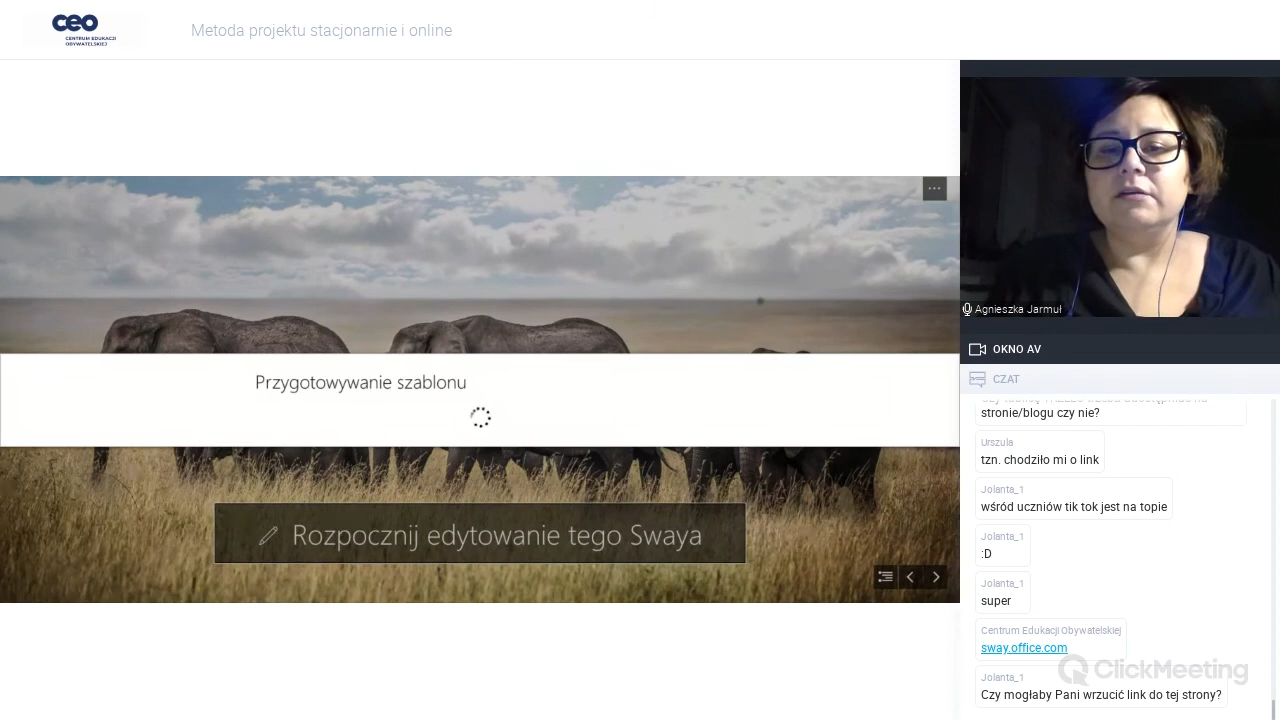 ceo
CENTRUM EDUKACJI
OBYWATELSKIEJ
Metoda projektu stacjonarnie i online
Przygotowywanie szablonu
Rozpocznij edytowanie tego Swaya
Agnieszka Jarmuł
OKNO AV
CZAT
stronie/blogu czy nie?
Urszula
tzn. chodziło mi o link
Jolanta_1
wśród uczniów tik tok jest na topie
Jolanta_1
:D
Jolanta_1
super
Centrum Edukacji Obywatelskiej
sway.office.com
ClickMeeting
Jolanta_1
Czy mogłaby Pani wrzucić link do tej strony?